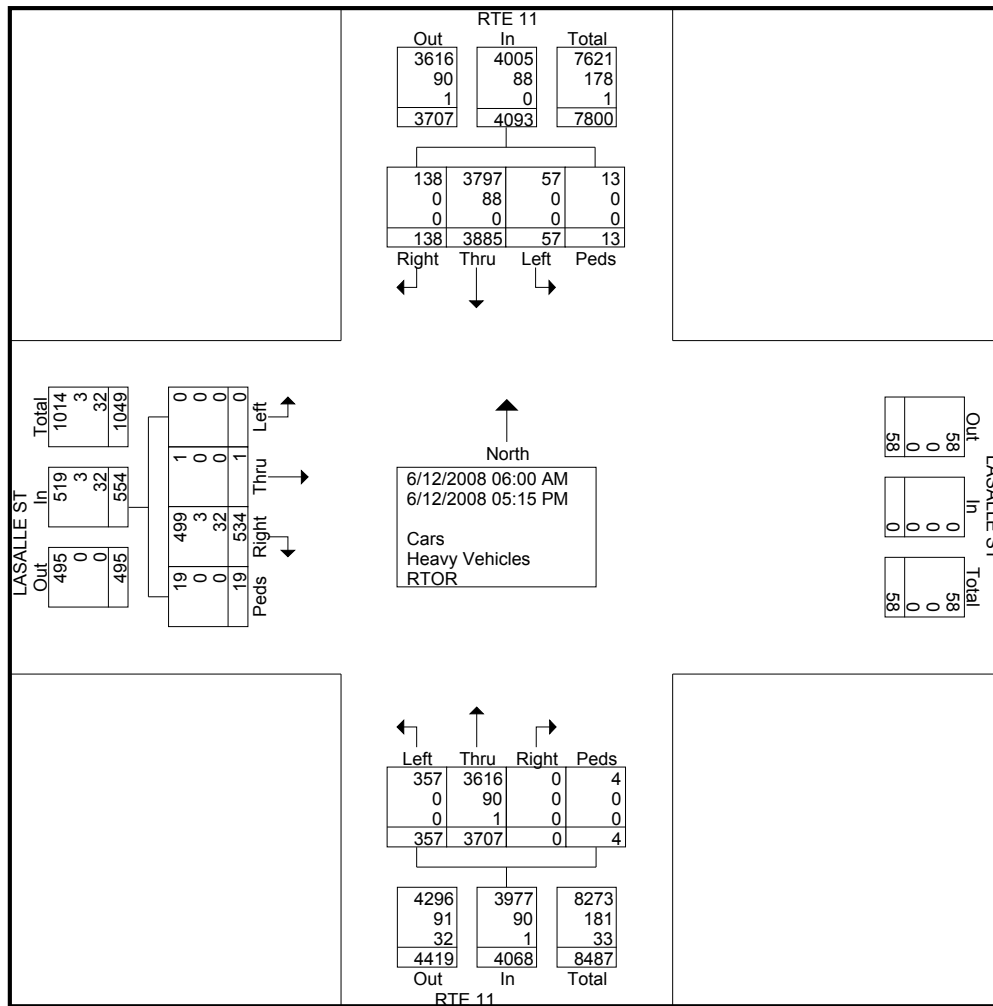 RTE 11
Out In Total
3616 4005 7621
90 88 178
1 0 1
3707 4093 7800
138 3797 57 13
0 88 0 0
0 0 0 0
138 3885 57 13
Right Thru Left Peds
LASALLE ST
Total
1014
3
32
1049
In
519
3
32
554
Out
495
0
0
495
Left
0
0
0
0
Thru
1
0
0
1
Right
499
3
32
534
Peds
19
0
0
19
North
6/12/2008 06:00 AM
6/12/2008 05:15 PM
Cars
Heavy Vehicles
RTOR
LASALLE ST
Out
58
0
0
58
In
0
0
0
0
Total
58
0
0
58
Left Thru Right Peds
357 3616 0 4
0 90 0 0
0 1 0 0
357 3707 0 4
4296 3977 8273
91 90 181
32 1 33
4419 4068 8487
Out In Total
RTE 11